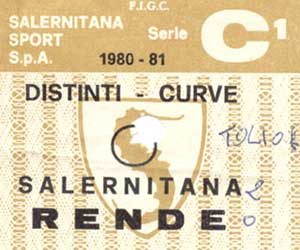 F.I.G.C.
SALERNITANA
SPORT
S.p.A.
Serie C1
1980 - 81
DISTINTI - CURVE
SALERNITANA 2
RENDE 0